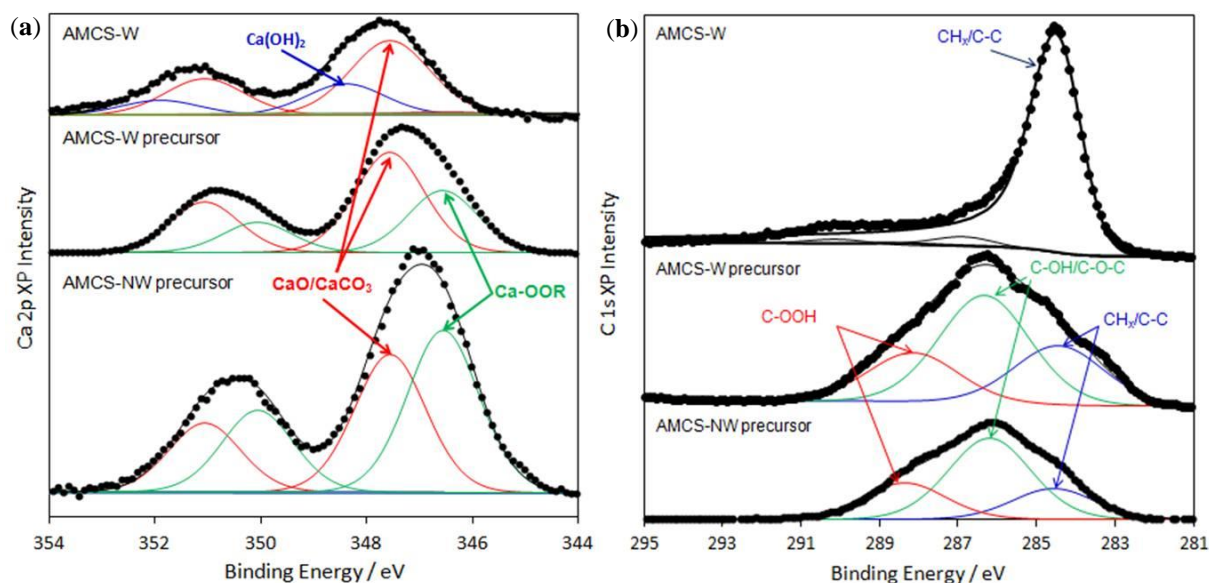 (a)
AMCS-W
Ca(OH)₂
AMCS-W precursor
AMCS-NW precursor
CaO/CaCO₃
Ca-OOR
Ca 2p XP Intensity
354 352 350 348 346 344
Binding Energy / eV
(b)
AMCS-W
CHₓ/C-C
AMCS-W precursor
C-OH/C-O-C
C-OOH
CHₓ/C-C
AMCS-NW precursor
C 1s XP Intensity
295 293 291 289 287 285 283 281
Binding Energy / eV